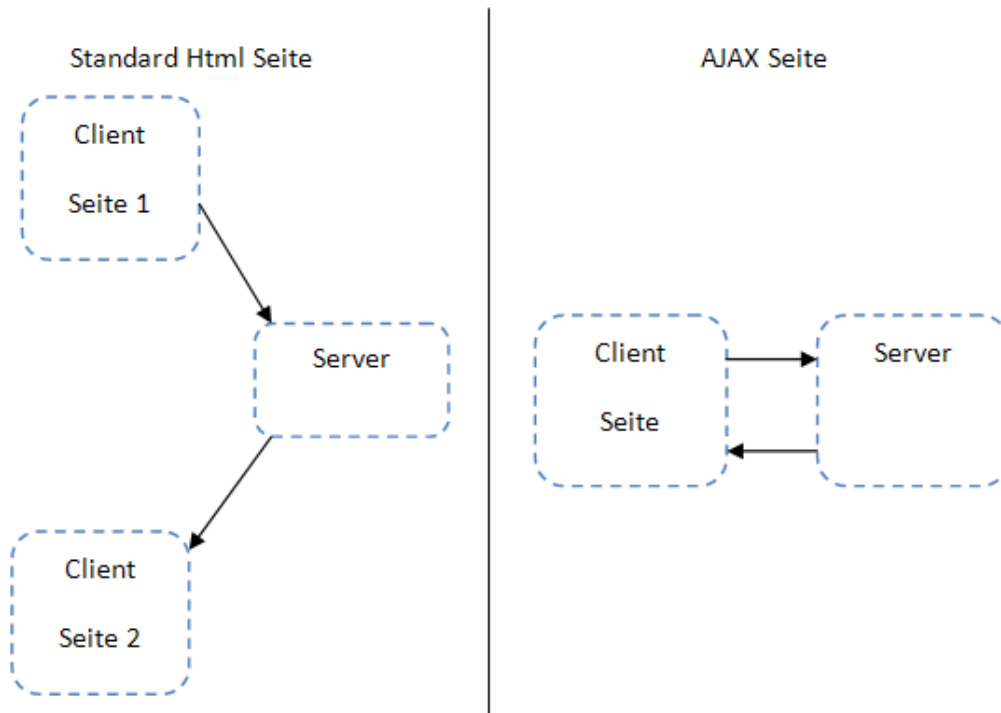 Standard Html Seite
Client
Seite 1
Server
Client
Seite 2
AJAX Seite
Client
Seite
Server